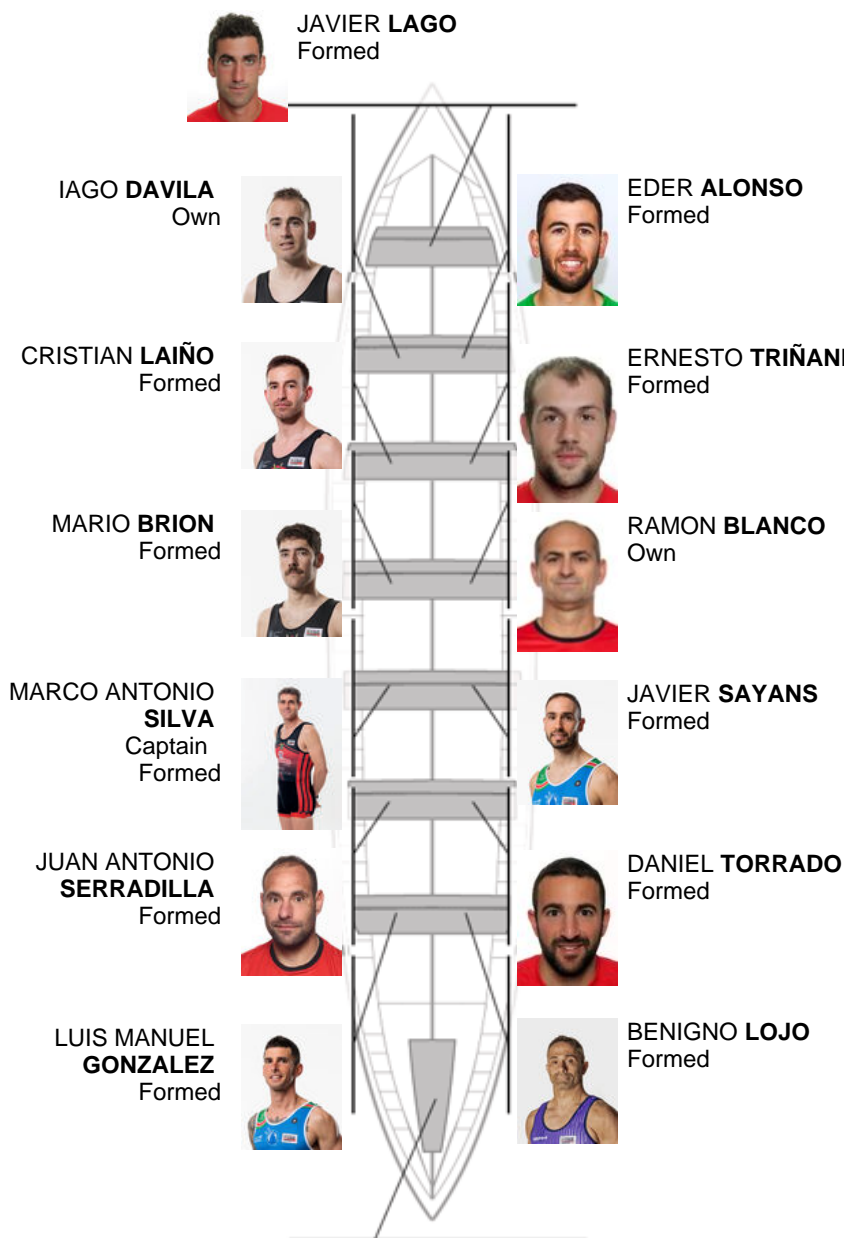 JAVIER LAGO
Formed
IAGO DAVILA
Own
EDER ALONSO
Formed
CRISTIAN LAIÑO
Formed
ERNESTO TRIÑAN
Formed
MARIO BRION
Formed
RAMON BLANCO
Own
MARCO ANTONIO
SILVA
Captain
Formed
JAVIER SAYANS
Formed
JUAN ANTONIO
SERRADILLA
Formed
DANIEL TORRADO
Formed
LUIS MANUEL
GONZALEZ
Formed
BENIGNO LOJO
Formed